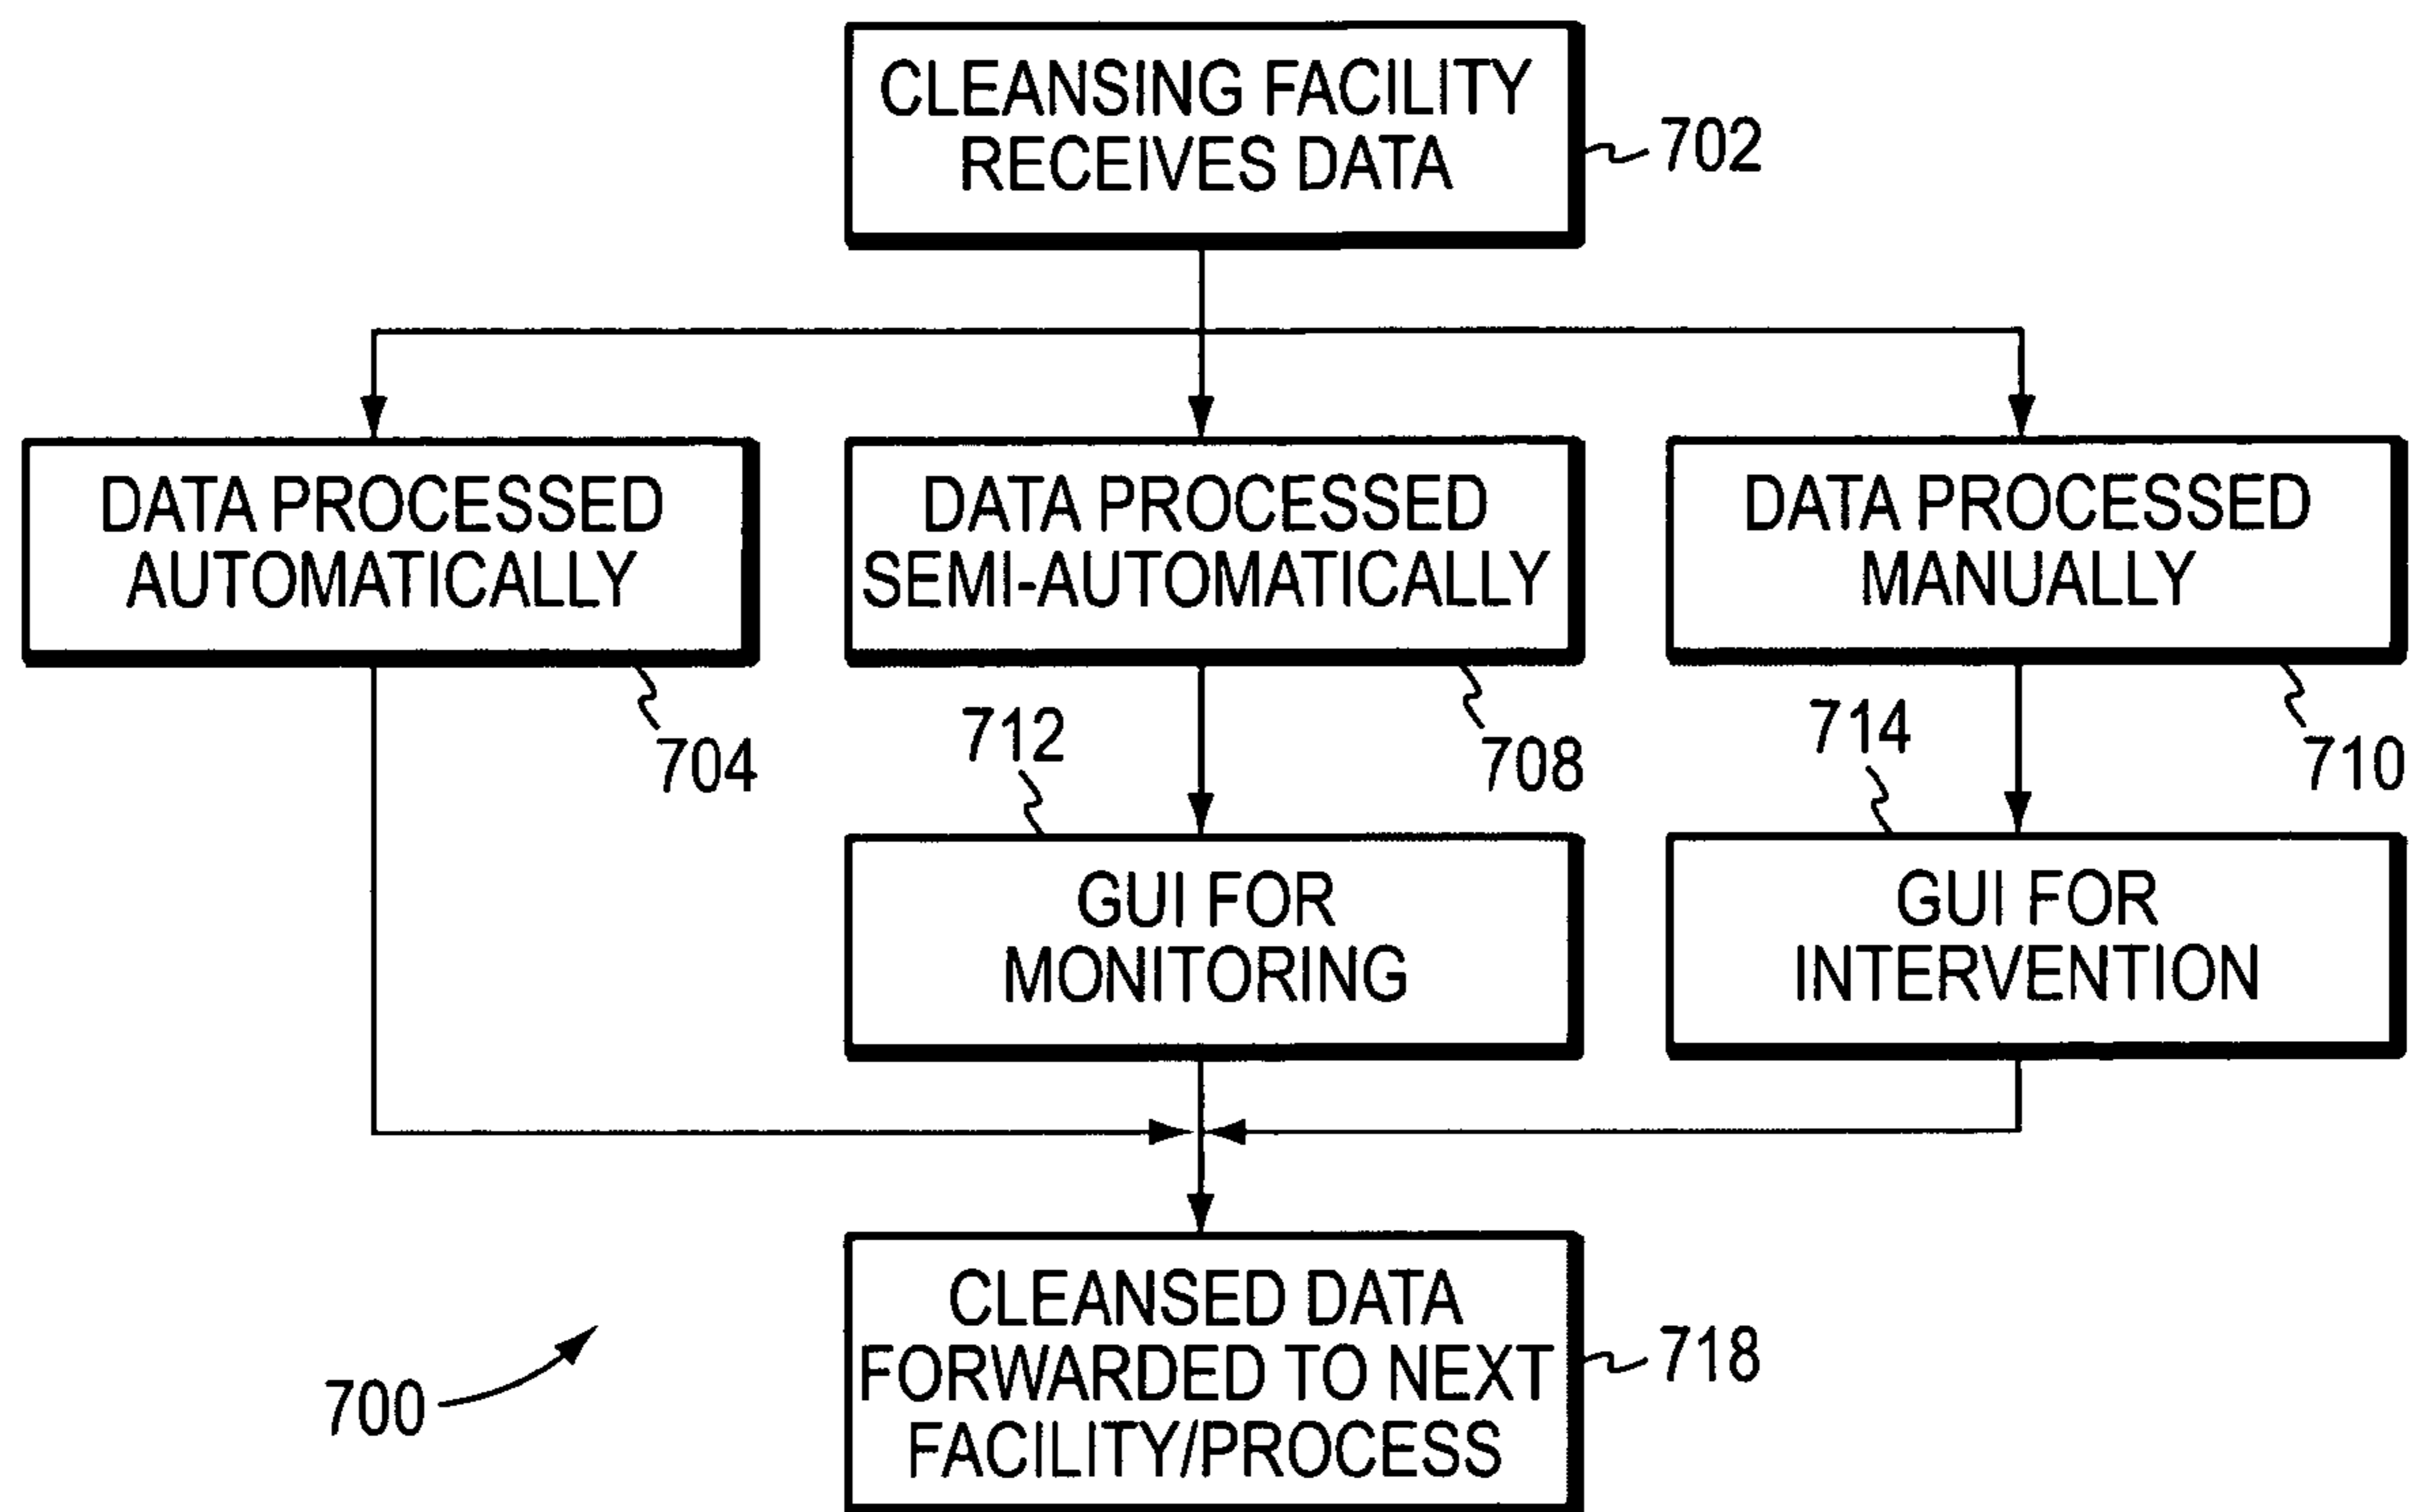 CLEANSING FACILITY
RECEIVES DATA
702
DATA PROCESSED
AUTOMATICALLY
704
DATA PROCESSED
SEMI-AUTOMATICALLY
708
DATA PROCESSED
MANUALLY
710
712
GUI FOR
MONITORING
714
GUI FOR
INTERVENTION
CLEANSED DATA
FORWARDED TO NEXT
FACILITY/PROCESS
718
700